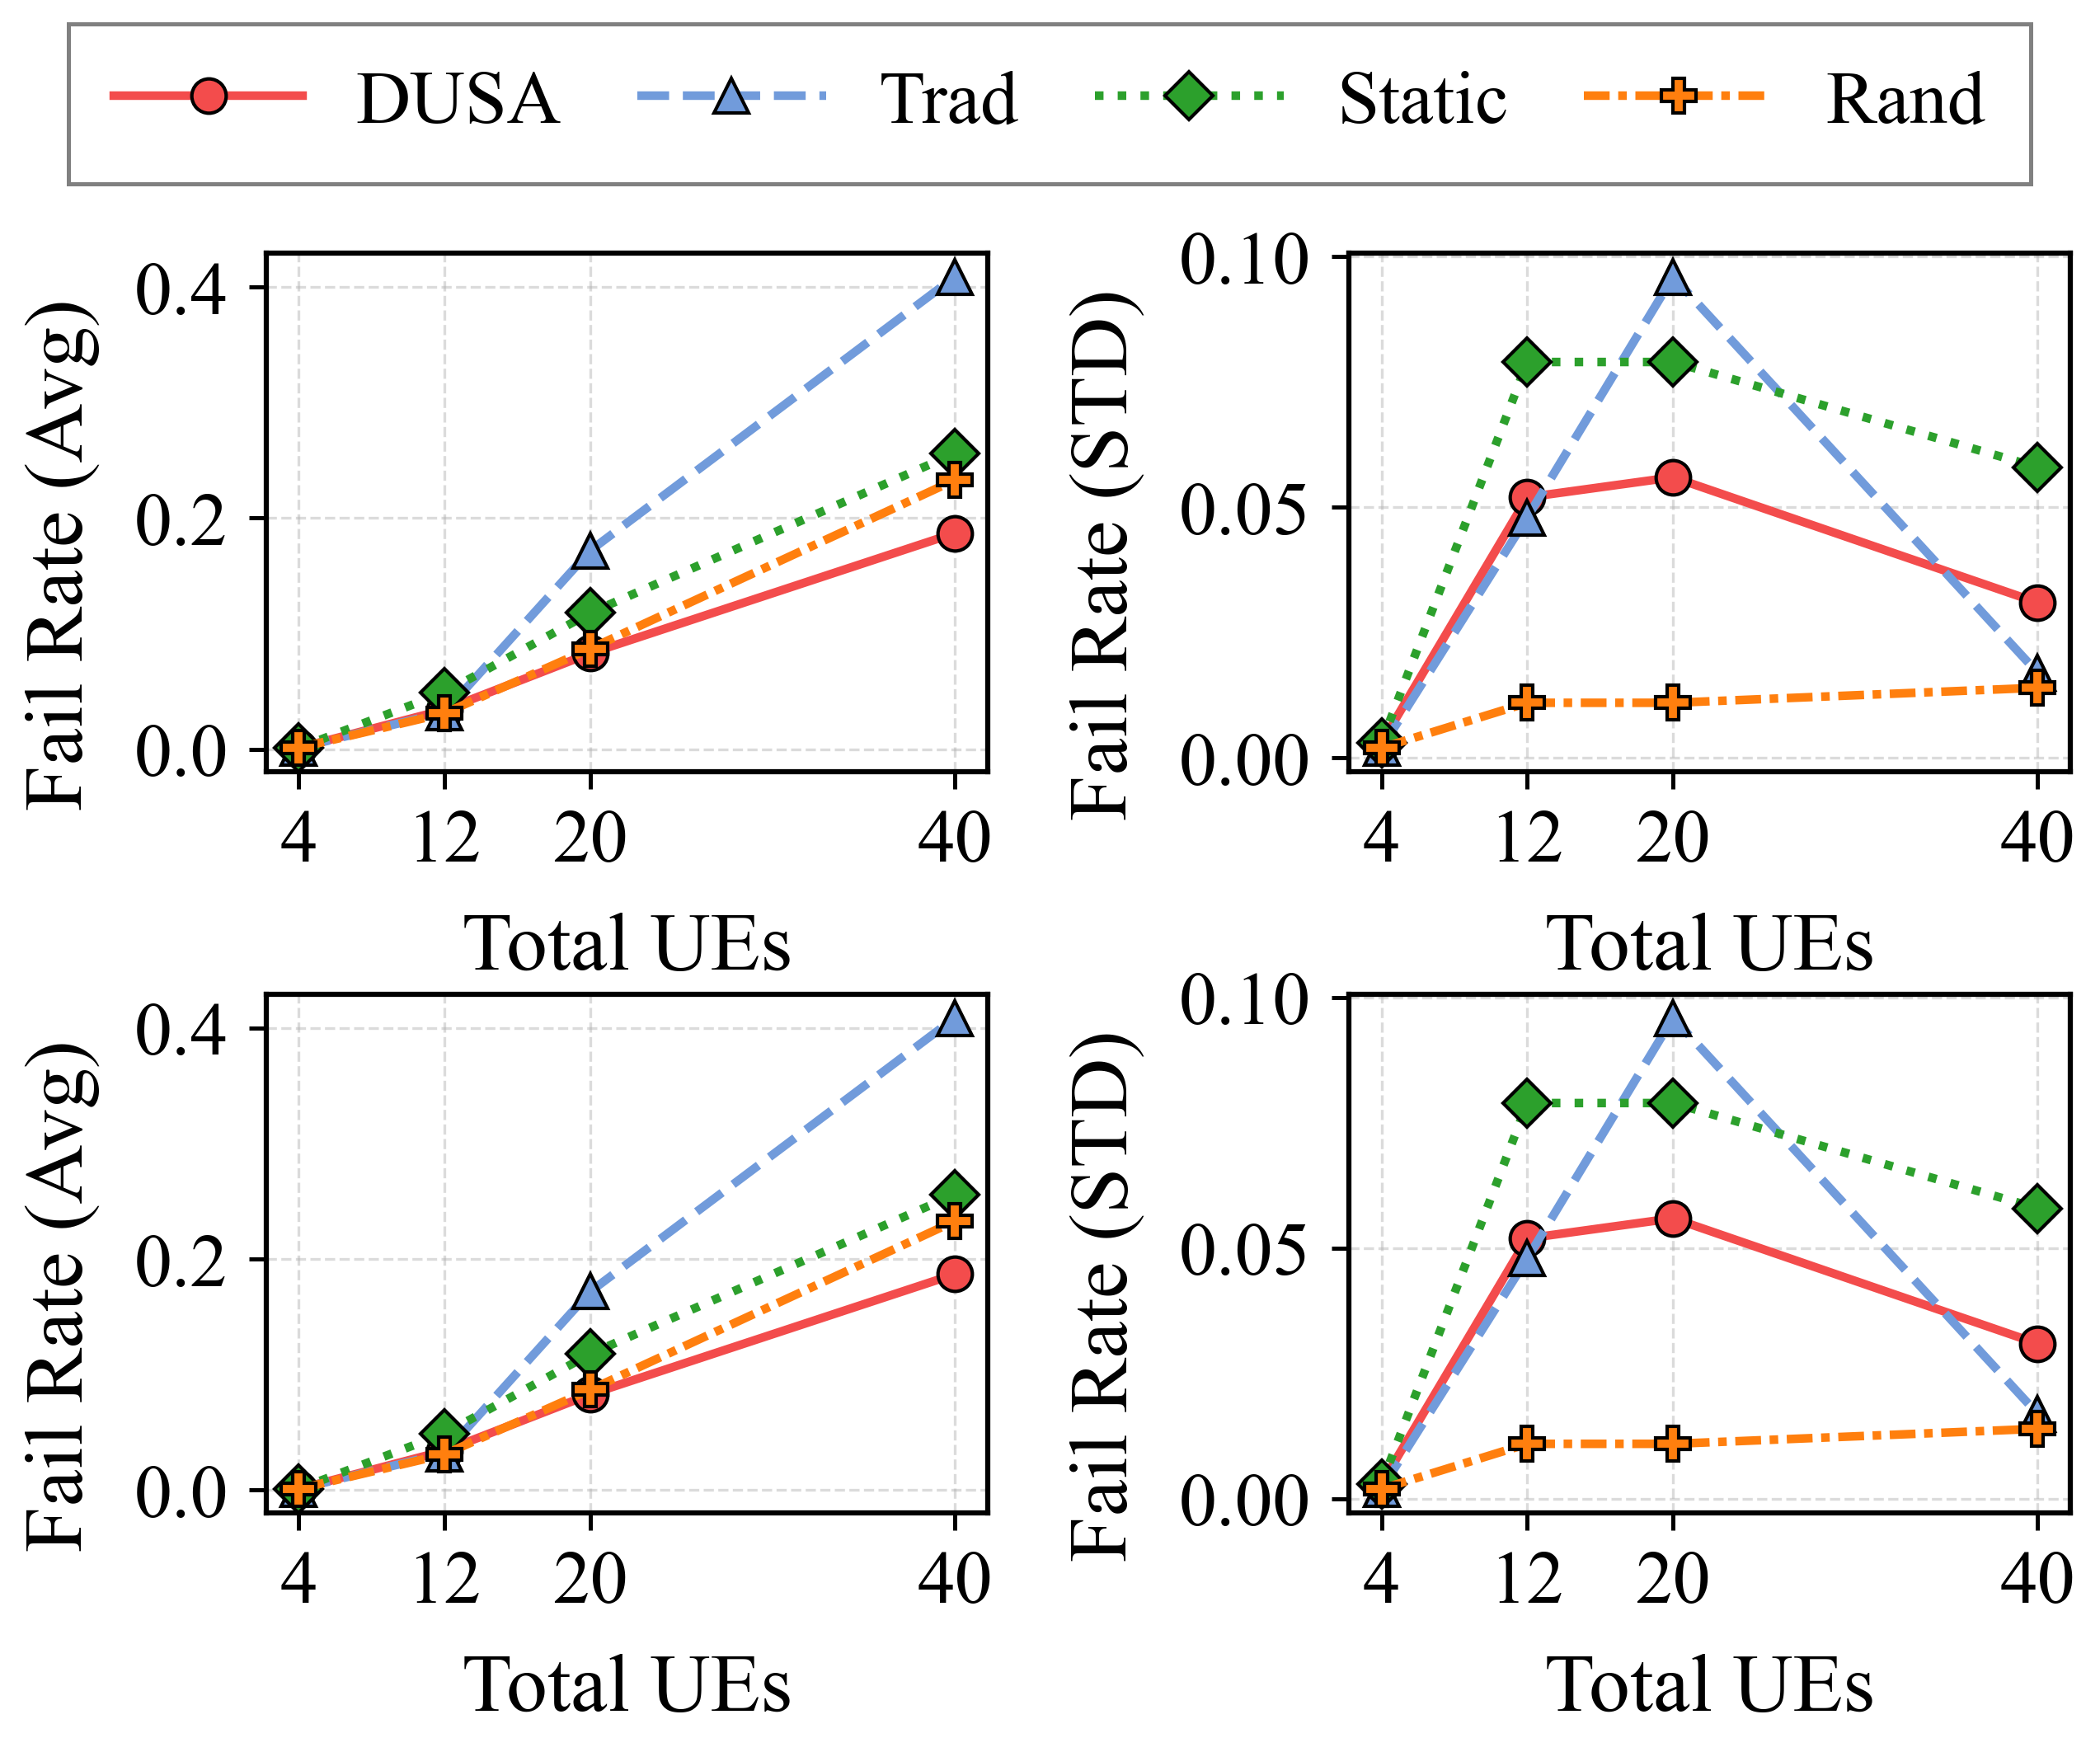 DUSA Trad Static Rand
Fail Rate (Avg)
0.4
0.2
0.0
4 12 20 40
Total UEs
Fail Rate (STD)
0.10
0.05
0.00
4 12 20 40
Total UEs
Fail Rate (Avg)
0.4
0.2
0.0
4 12 20 40
Total UEs
Fail Rate (STD)
0.10
0.05
0.00
4 12 20 40
Total UEs